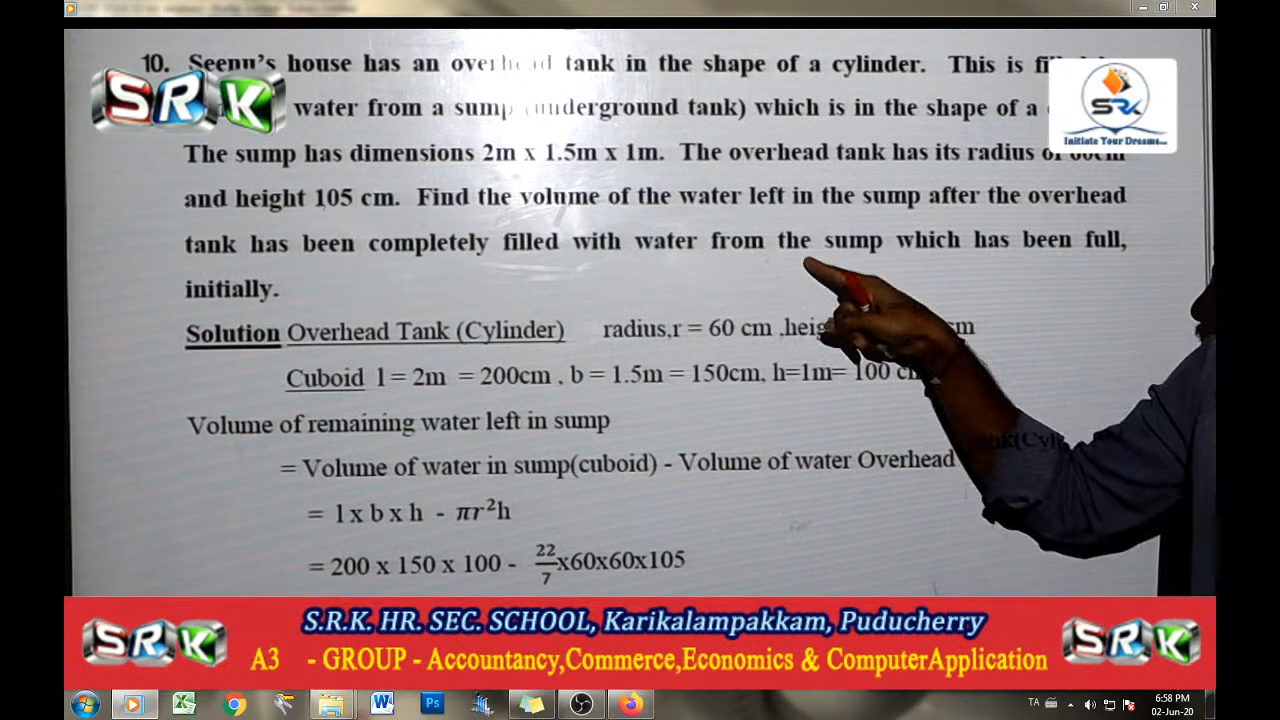 10. Seenu's house has an overhead tank in the shape of a cylinder. This is
SRK water from a sump (underground tank) which is in the shape of a
SRK
Initiate Your Dreams...
The sump has dimensions 2m x 1.5m x 1m. The overhead tank has its radius of 60cm
and height 105 cm. Find the volume of the water left in the sump after the overhead
tank has been completely filled with water from the sump which has been full,
initially.
Solution Overhead Tank (Cylinder) radius,r = 60 cm cm
Cuboid l = 2m = 200cm , b = 1.5m = 150cm, h=1m= 100
Volume of remaining water left in sump
= Volume of water in sump(cuboid) - Volume of water Overhead
= l x b x h - πr²h
= 200 x 150 x 100 - 22/7 x60x60x105
SRK S.R.K. HR. SEC. SCHOOL, Karikalampakkam, Puducherry SRK
A3 - GROUP - Accountancy,Commerce,Economics & ComputerApplication
TA 6:58 PM
02-Jun-20